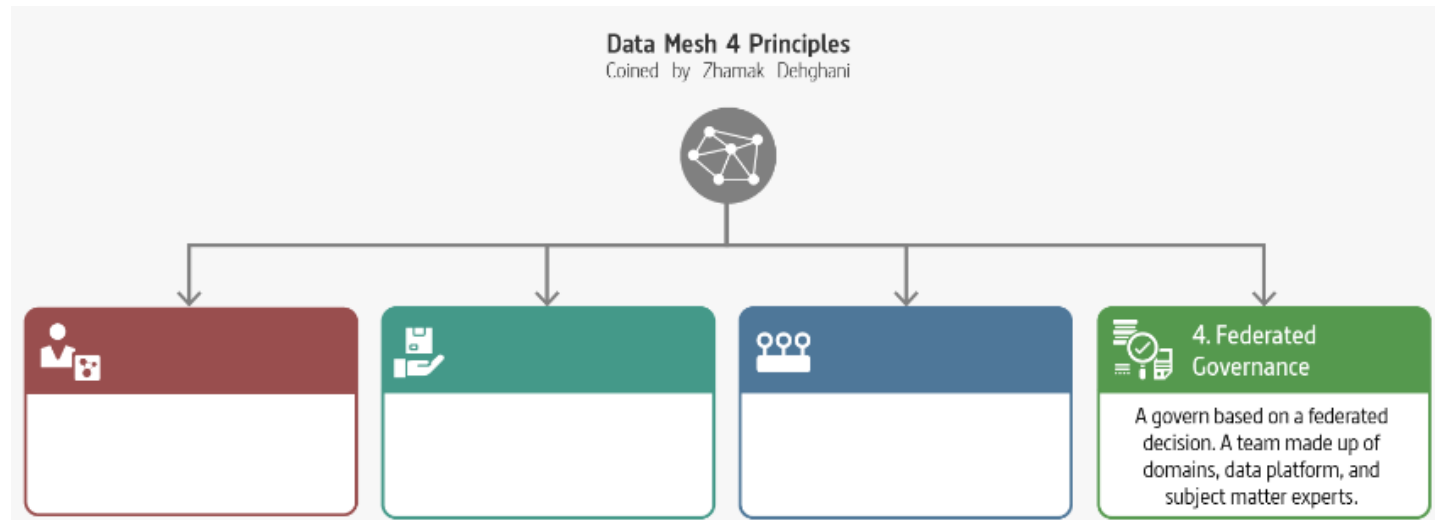 Data Mesh 4 Principles
Coined by Zhamak Dehghani
4. Federated
Governance
A govern based on a federated
decision. A team made up of
domains, data platform, and
subject matter experts.